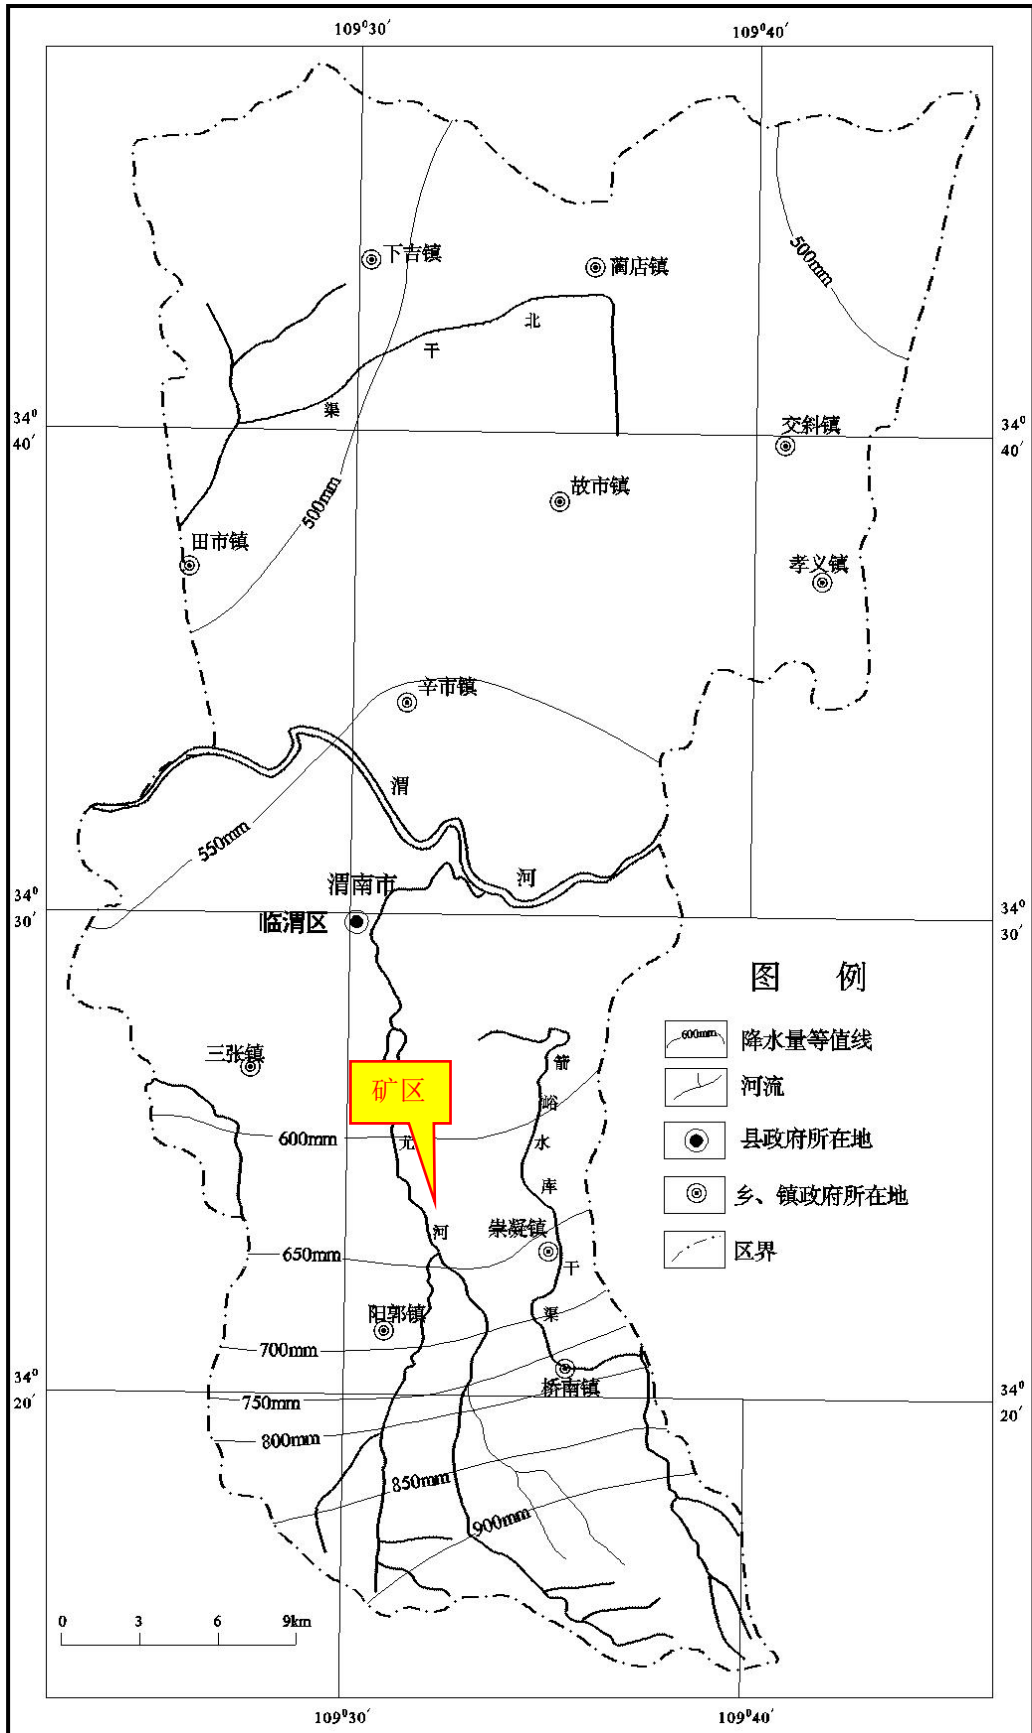 109°30′
109°40′
下吉镇
蔺店镇
500mm
北
干
渠
34°
40′
34°
40′
交斜镇
故市镇
500mm
田市镇
孝义镇
辛市镇
渭
550mm
河
渭南市
34°
30′
34°
30′
临渭区
图 例
600mm
降水量等值线
三张镇
箭
河流
矿区
峪
600mm
尤
水
县政府所在地
库
乡、镇政府所在地
河
崇凝镇
650mm
干
区界
阳郭镇
渠
700mm
34°
20′
桥南镇
34°
20′
750mm
800mm
850mm
900mm
0
3
6
9km
109°30′
109°40′